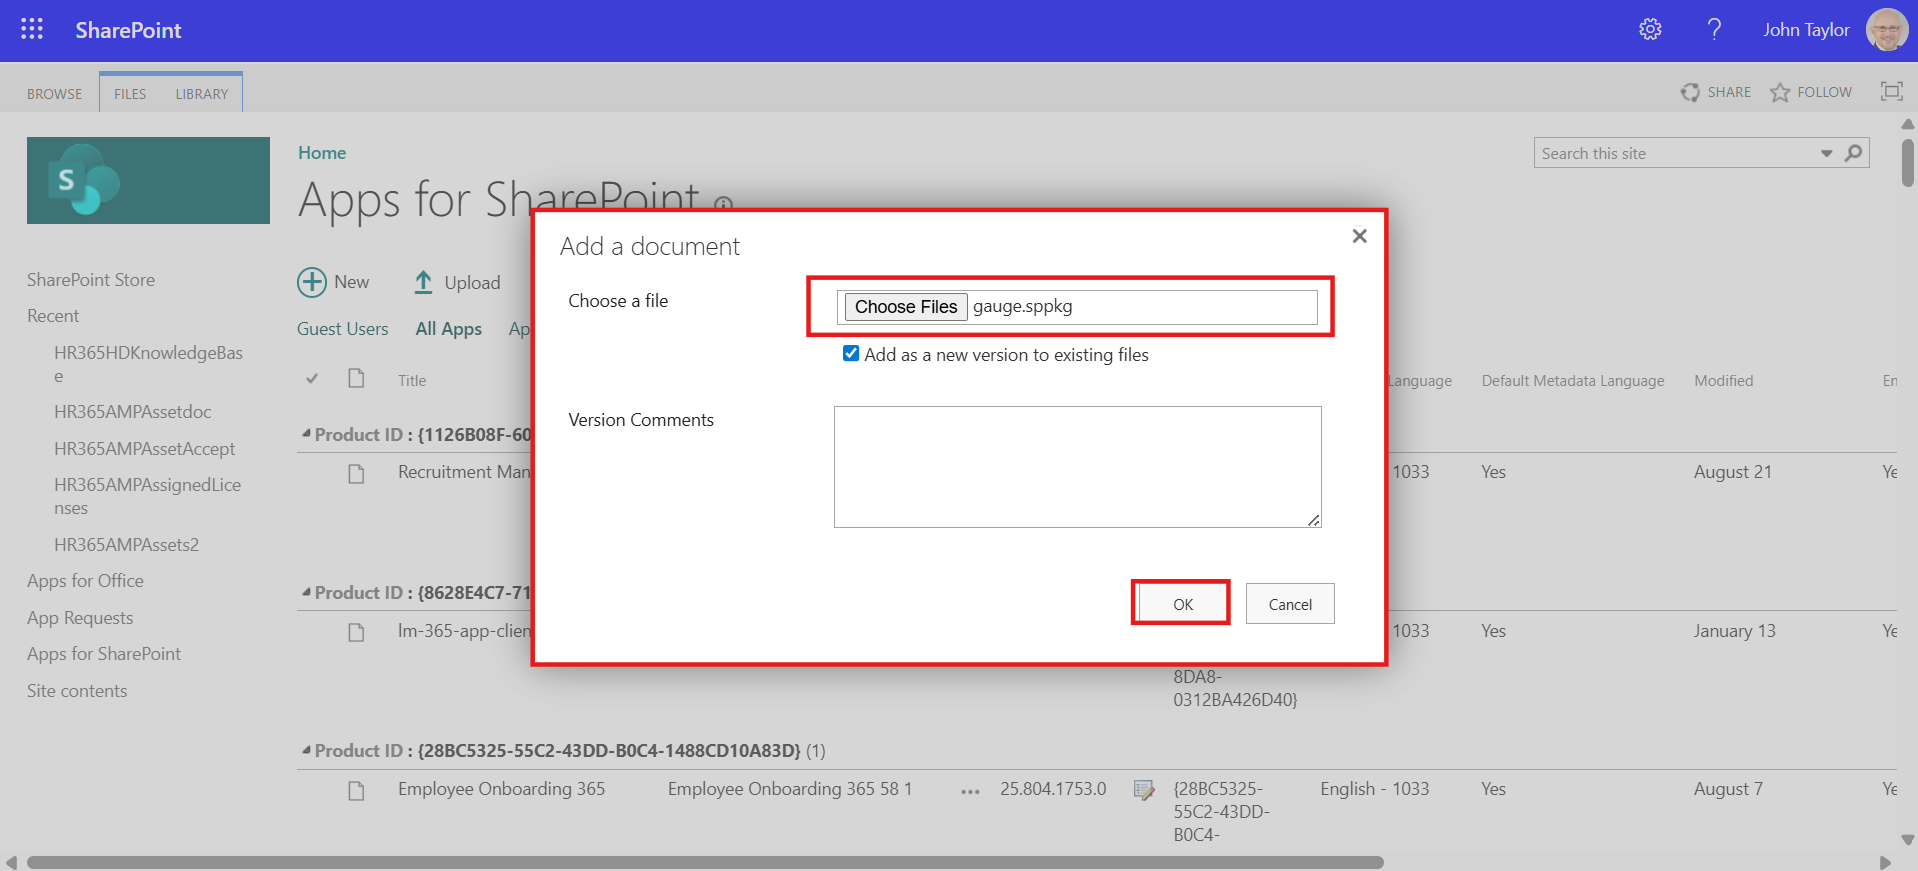 SharePoint
John Taylor
BROWSE
FILES
LIBRARY
SHARE
FOLLOW
S
Home
Search this site
Apps for SharePoint
Add a document
SharePoint Store
New
Upload
Choose a file
Choose Files gauge.sppkg
Recent
Guest Users
All Apps
Ap
Add as a new version to existing files
HR365HDKnowledgeBas
e
Title
Language
Default Metadata Language
Modified
En
HR365AMPAssetdoc
Version Comments
Product ID : {1126B08F-60
HR365AMPAssetAccept
Recruitment Man
1033
Yes
August 21
Ye
HR365AMPAssignedLice
nses
HR365AMPAssets2
Apps for Office
Product ID : {8628E4C7-71
OK
Cancel
App Requests
lm-365-app-clien
1033
Yes
January 13
Ye
Apps for SharePoint
8DA8-
0312BA426D40}
Site contents
Product ID : {28BC5325-55C2-43DD-B0C4-1488CD10A83D} (1)
Employee Onboarding 365
Employee Onboarding 365 58 1
...
25.804.1753.0
{28BC5325-
55C2-43DD-
B0C4-
English - 1033
Yes
August 7
Ye